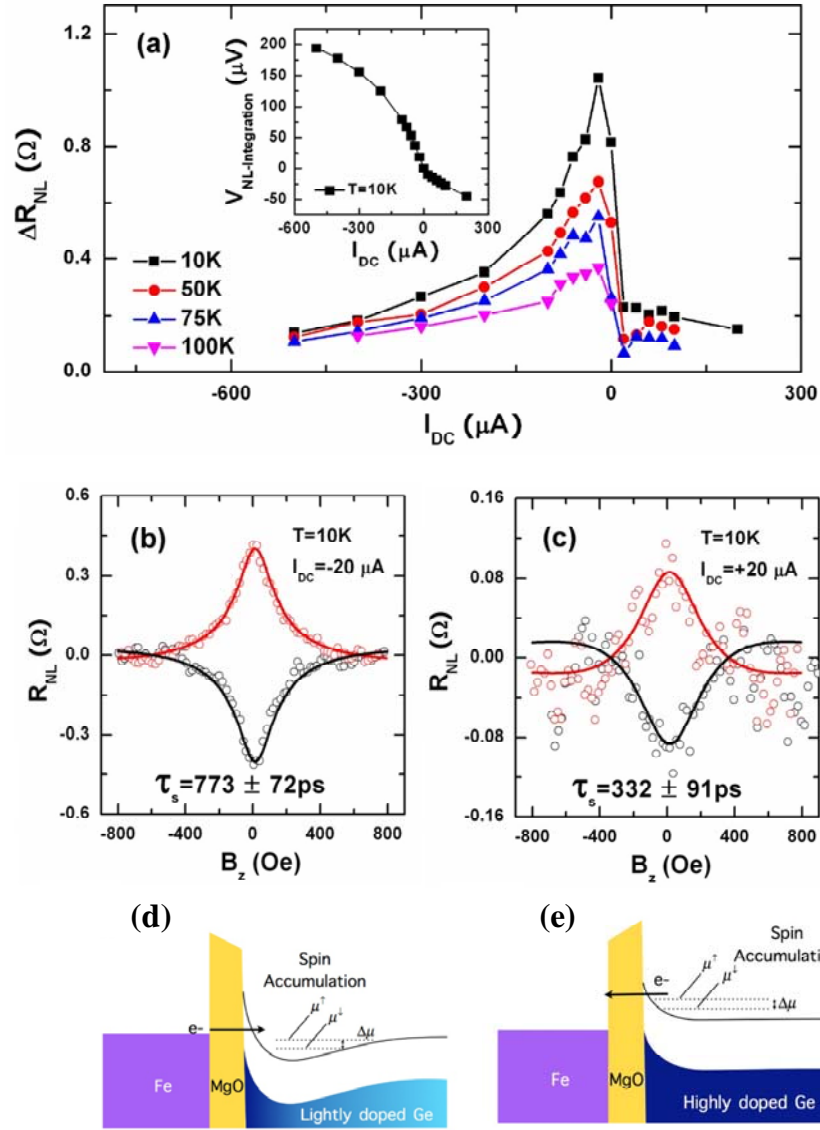 (a)
1.2
0.8
0.4
0.0
ΔR_NL (Ω)
-600
-300
0
300
I_DC (μA)
10K
50K
75K
100K
200
150
100
50
0
-50
V_NL-Integration (μV)
T=10K
-600
-300
0
300
I_DC (μA)
(b)
T=10K
I_DC=-20 μA
0.6
0.3
0.0
-0.3
-0.6
R_NL (Ω)
τ_s=773 ± 72ps
-800
-400
0
400
800
B_z (Oe)
(c)
T=10K
I_DC=+20 μA
0.16
0.08
0.00
-0.08
-0.16
R_NL (Ω)
τ_s=332 ± 91ps
-800
-400
0
400
800
B_z (Oe)
(d)
Spin
Accumulation
μ↑
μ↓
Δμ
e-
Fe
MgO
Lightly doped Ge
(e)
Spin
Accumulati
μ↑
μ↓
Δμ
e-
Fe
MgO
Highly doped Ge